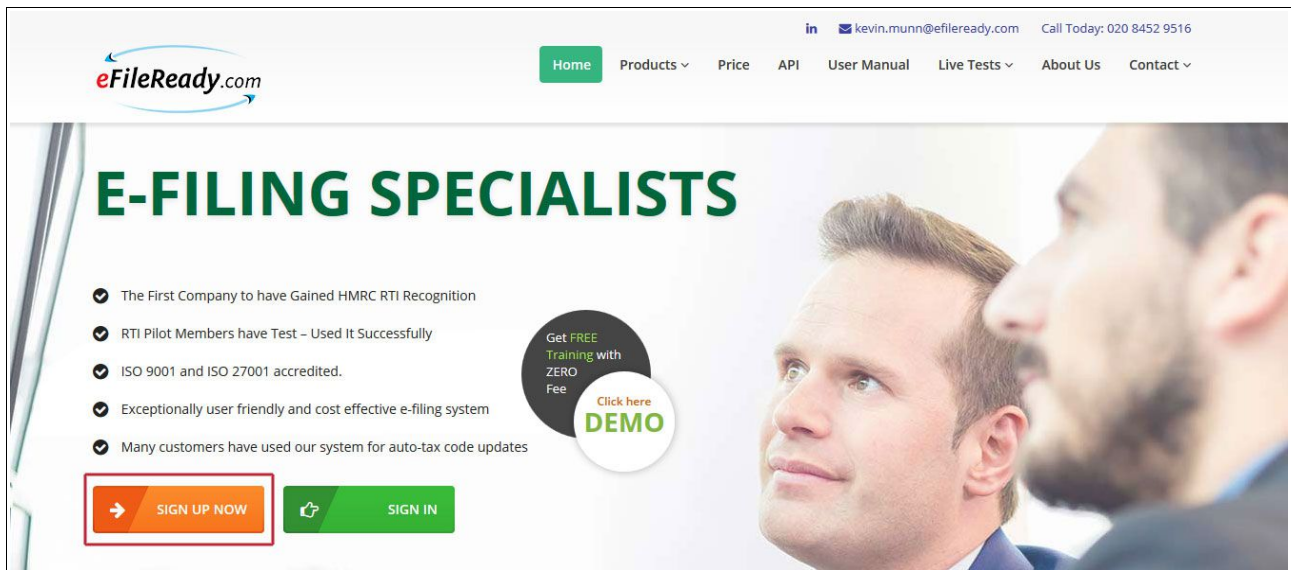 in kevin.munn@efileready.com Call Today: 020 8452 9516
eFileReady.com
Home Products Price API User Manual Live Tests About Us Contact
E-FILING SPECIALISTS
The First Company to have Gained HMRC RTI Recognition
RTI Pilot Members have Test – Used It Successfully
ISO 9001 and ISO 27001 accredited.
Exceptionally user friendly and cost effective e-filing system
Many customers have used our system for auto-tax code updates
Get FREE
Training with
ZERO
Fee
Click here
DEMO
SIGN UP NOW
SIGN IN